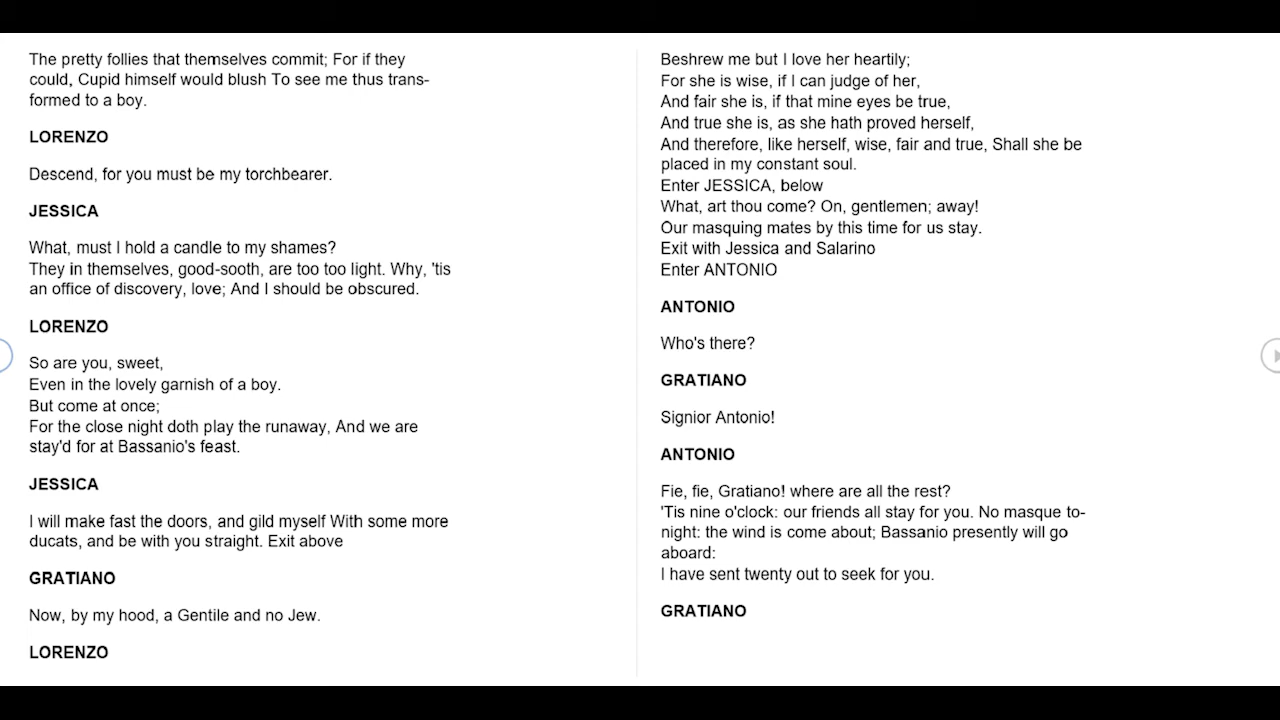 The pretty follies that themselves commit; For if they
could, Cupid himself would blush To see me thus trans-
formed to a boy.
LORENZO
Descend, for you must be my torchbearer.
JESSICA
What, must I hold a candle to my shames?
They in themselves, good-sooth, are too too light. Why, 'tis
an office of discovery, love; And I should be obscured.
LORENZO
So are you, sweet,
Even in the lovely garnish of a boy.
But come at once;
For the close night doth play the runaway, And we are
stay'd for at Bassanio's feast.
JESSICA
I will make fast the doors, and gild myself With some more
ducats, and be with you straight. Exit above
GRATIANO
Now, by my hood, a Gentile and no Jew.
LORENZO
Beshrew me but I love her heartily;
For she is wise, if I can judge of her,
And fair she is, if that mine eyes be true,
And true she is, as she hath proved herself,
And therefore, like herself, wise, fair and true, Shall she be
placed in my constant soul.
Enter JESSICA, below
What, art thou come? On, gentlemen; away!
Our masquing mates by this time for us stay.
Exit with Jessica and Salarino
Enter ANTONIO
ANTONIO
Who's there?
GRATIANO
Signior Antonio!
ANTONIO
Fie, fie, Gratiano! where are all the rest?
'Tis nine o'clock: our friends all stay for you. No masque to-
night: the wind is come about; Bassanio presently will go
aboard:
I have sent twenty out to seek for you.
GRATIANO